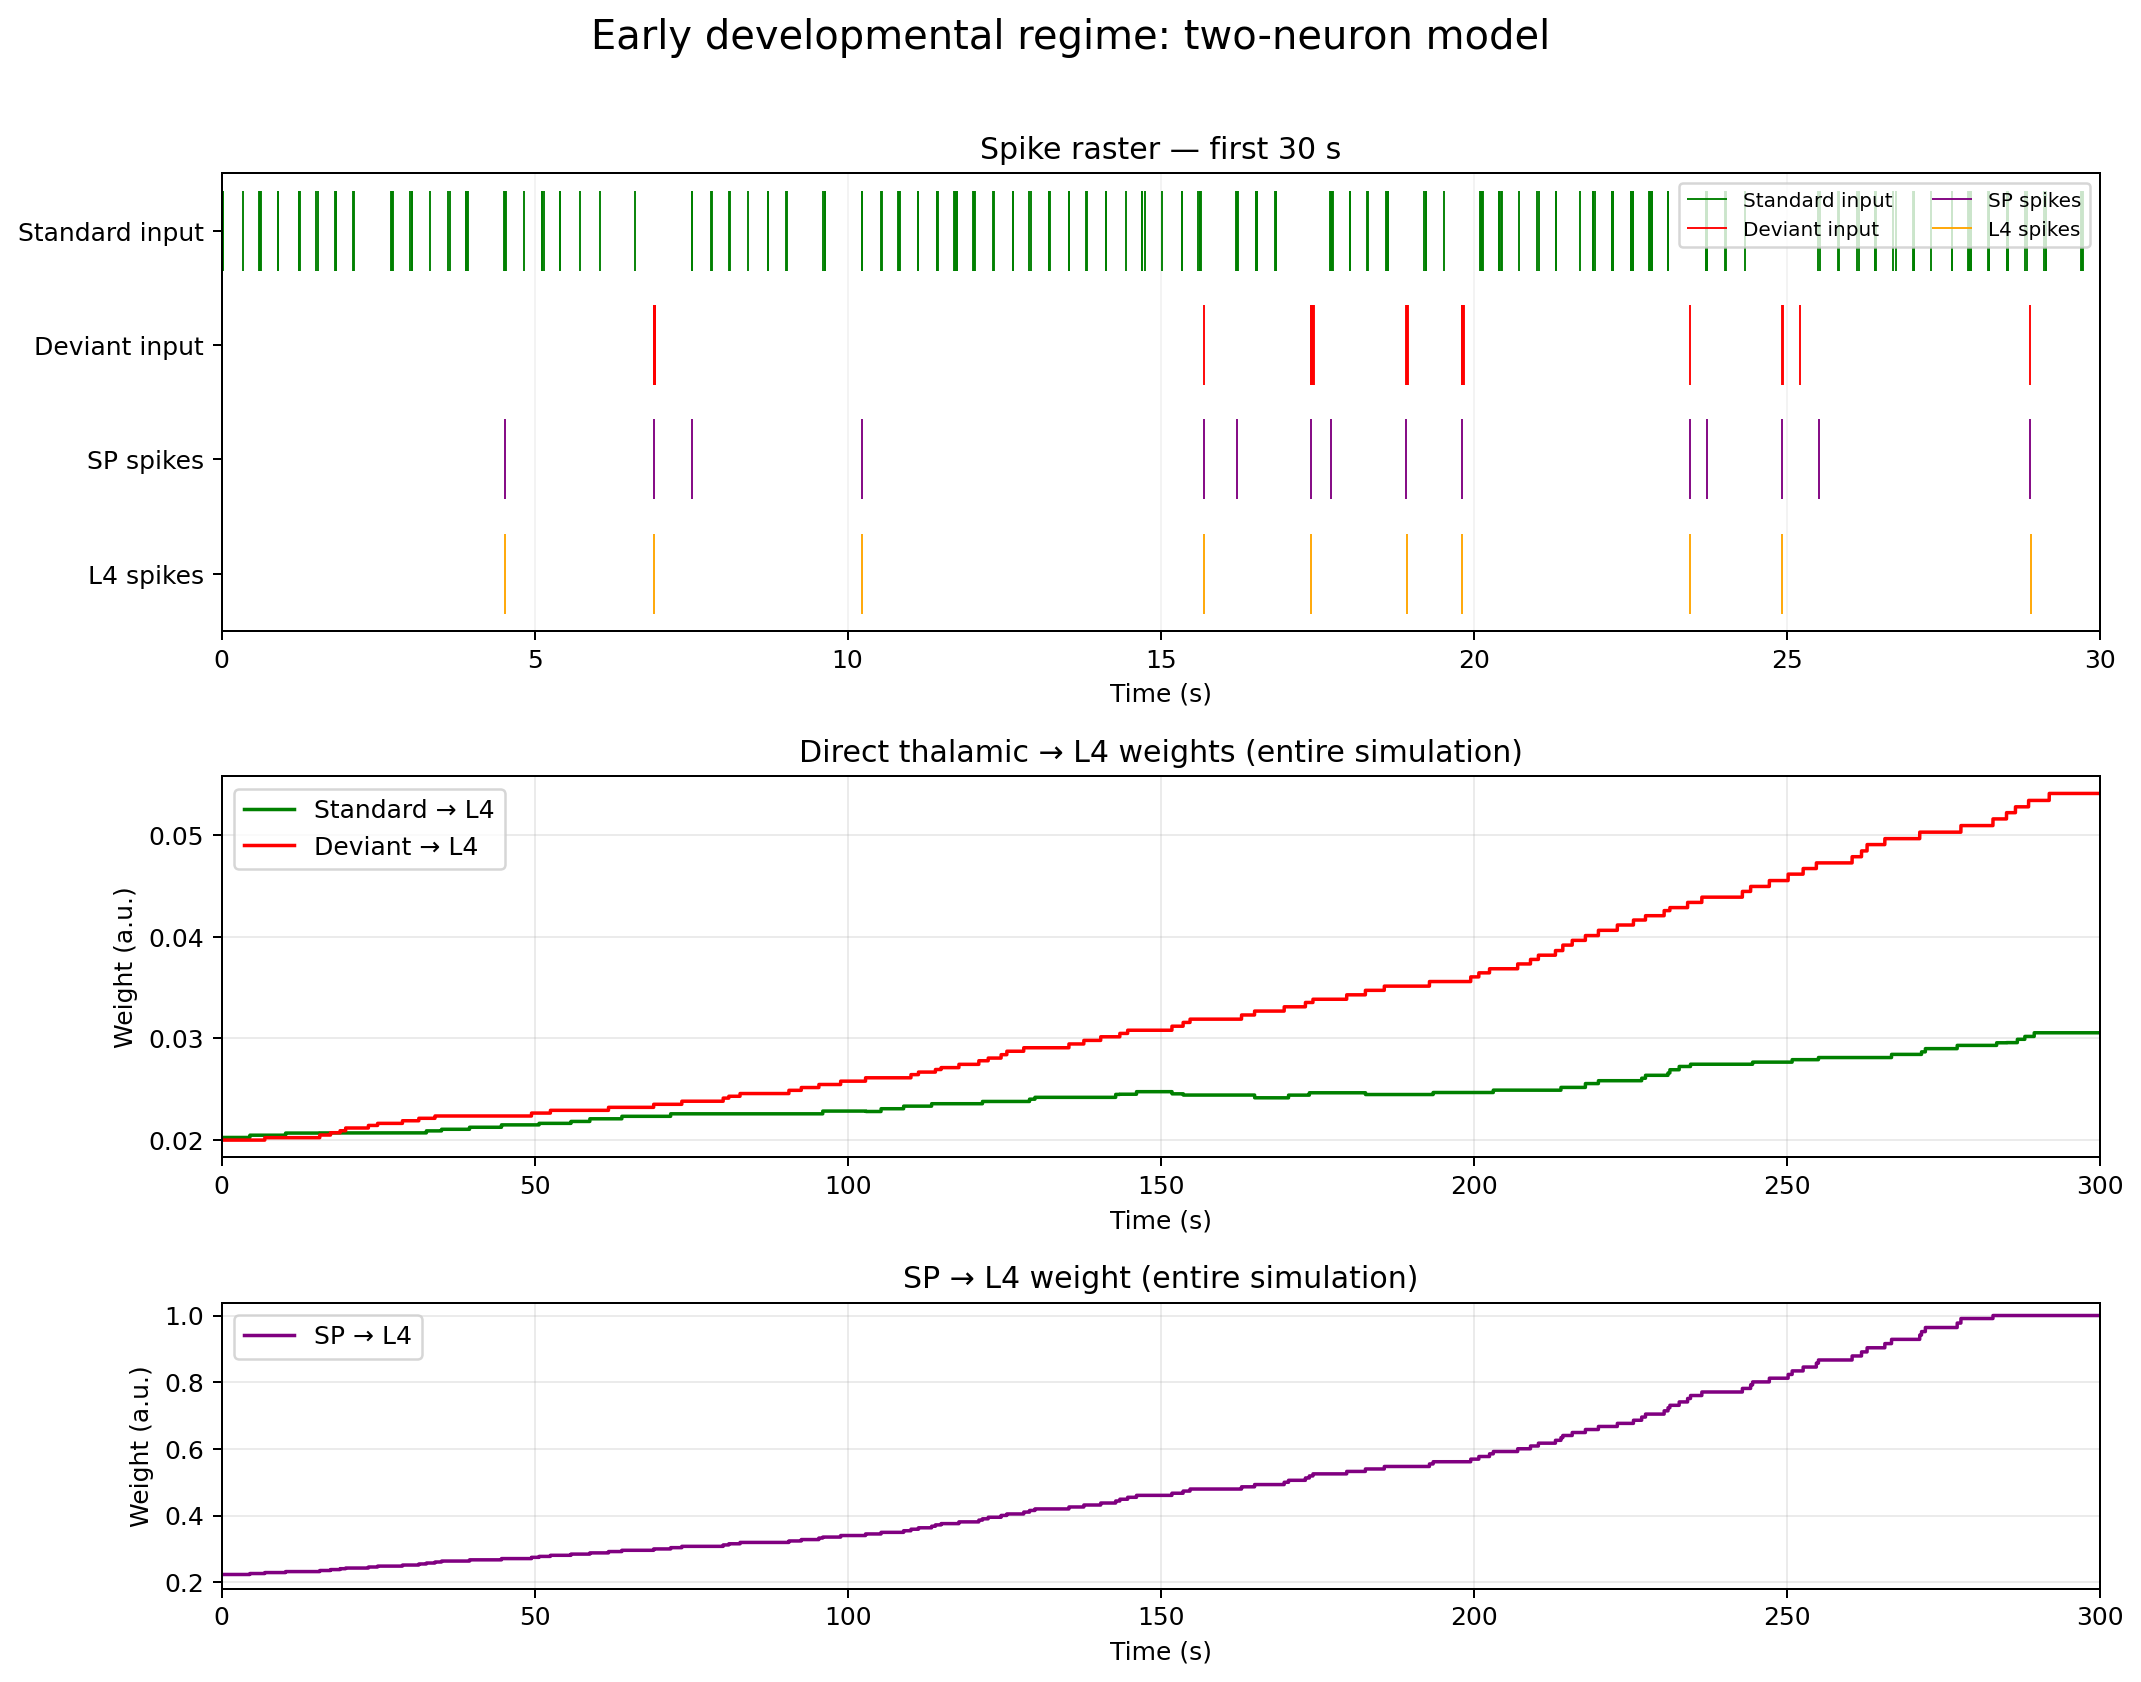 Early developmental regime: two-neuron model
Spike raster — first 30 s
Standard input
Deviant input
SP spikes
L4 spikes
Standard input
Deviant input
SP spikes
L4 spikes
0 5 10 15 20 25 30
Time (s)
Direct thalamic → L4 weights (entire simulation)
Weight (a.u.)
0.05
0.04
0.03
0.02
Standard → L4
Deviant → L4
0 50 100 150 200 250 300
Time (s)
SP → L4 weight (entire simulation)
Weight (a.u.)
1.0
0.8
0.6
0.4
0.2
SP → L4
0 50 100 150 200 250 300
Time (s)